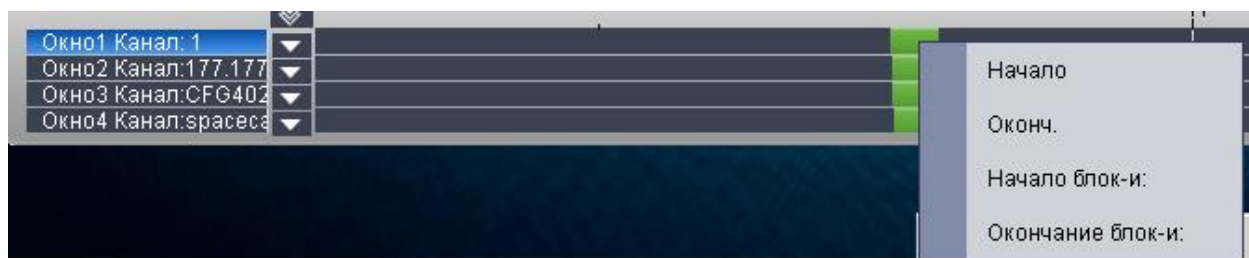 Окно1 Канал: 1
Окно2 Канал:177.177
Окно3 Канал:CFG402
Окно4 Канал:spaceca
Начало
Оконч.
Начало блок-и:
Окончание блок-и: